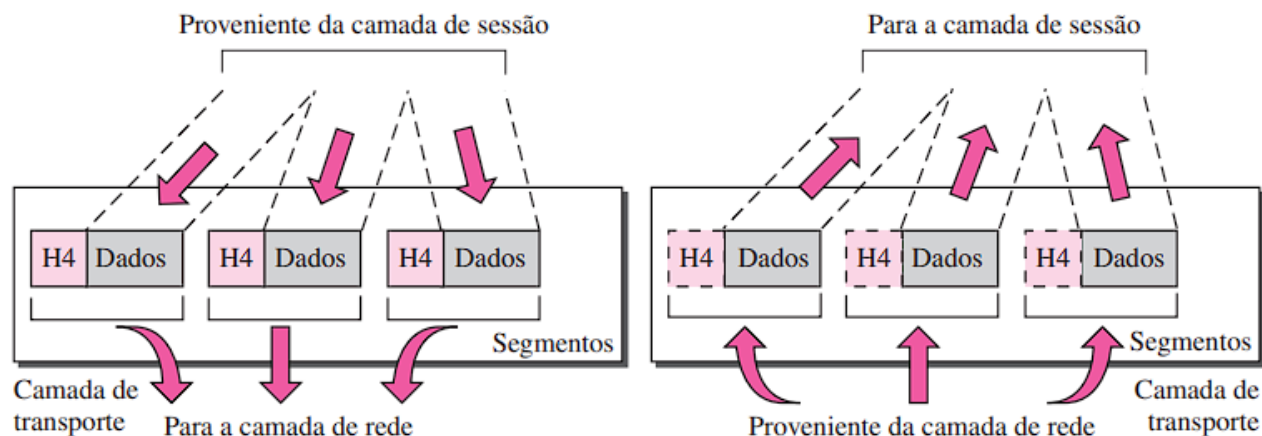 Proveniente da camada de sessão
H4 Dados H4 Dados H4 Dados
Segmentos
Camada de
transporte
Para a camada de rede
Para a camada de sessão
H4 Dados H4 Dados H4 Dados
Segmentos
Proveniente da camada de rede
Camada de
transporte